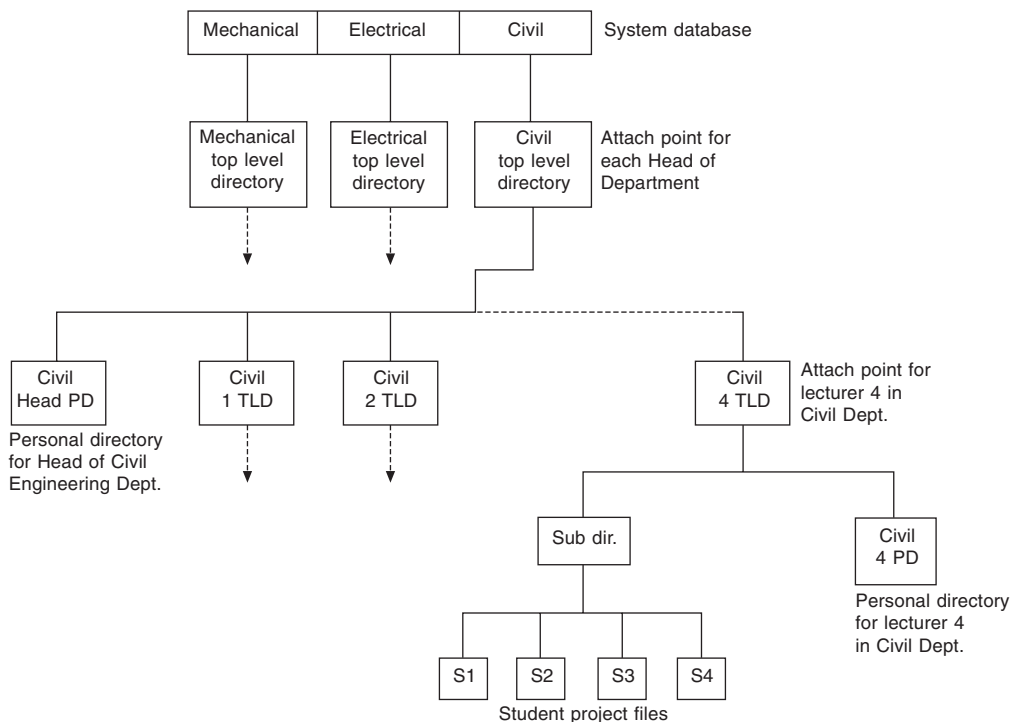 Mechanical Electrical Civil System database
Mechanical
top level
directory
Electrical
top level
directory
Civil
top level
directory
Attach point for
each Head of
Department
Civil
Head PD
Personal directory
for Head of Civil
Engineering Dept.
Civil
1 TLD
Civil
2 TLD
Civil
4 TLD
Attach point for
lecturer 4 in
Civil Dept.
Sub dir.
Civil
4 PD
Personal directory
for lecturer 4
in Civil Dept.
S1 S2 S3 S4
Student project files